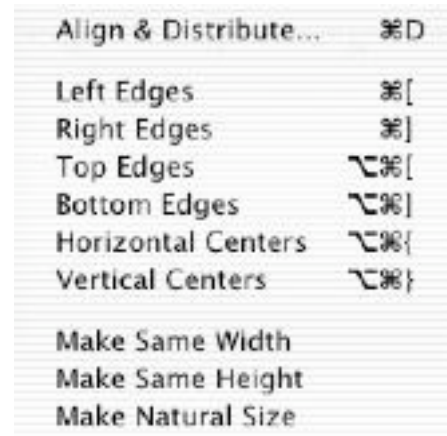 Align & Distribute... ⌘D
Left Edges ⌘[
Right Edges ⌘]
Top Edges ⌥⌘[
Bottom Edges ⌥⌘]
Horizontal Centers ⌥⌘{
Vertical Centers ⌥⌘}
Make Same Width
Make Same Height
Make Natural Size